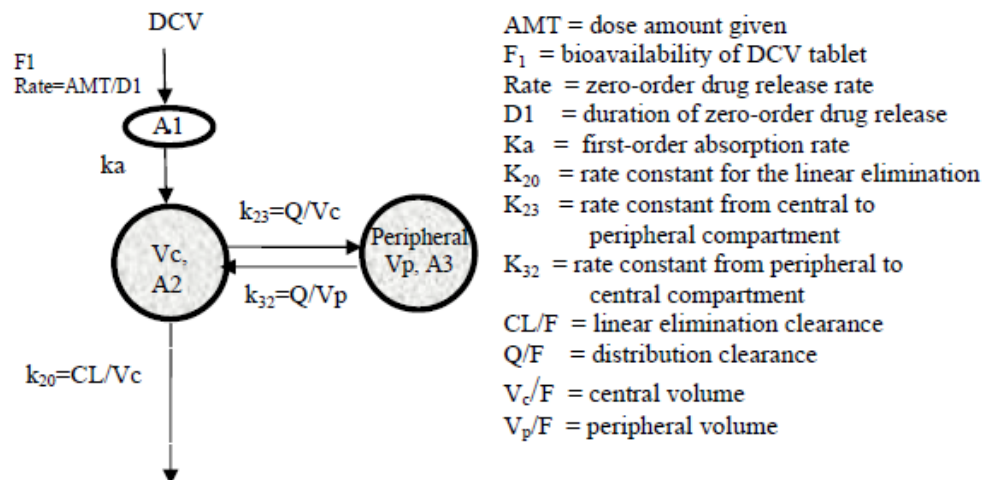 DCV
F1
Rate=AMT/D1
A1
ka
k₂₃=Q/Vc
Vc,
A2
Peripheral
Vp, A3
k₃₂=Q/Vp
k₂₀=CL/Vc
AMT = dose amount given
F₁ = bioavailability of DCV tablet
Rate = zero-order drug release rate
D1 = duration of zero-order drug release
Ka = first-order absorption rate
K₂₀ = rate constant for the linear elimination
K₂₃ = rate constant from central to
peripheral compartment
K₃₂ = rate constant from peripheral to
central compartment
CL/F = linear elimination clearance
Q/F = distribution clearance
V꜀/F = central volume
Vₚ/F = peripheral volume